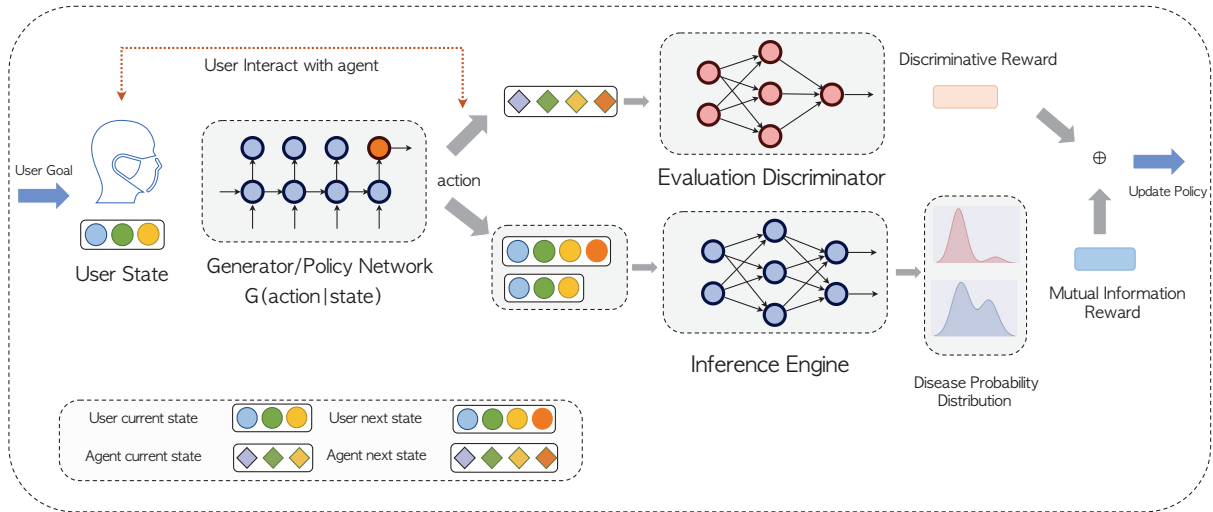 User Interact with agent
Discriminative Reward
User Goal
action
Evaluation Discriminator
Update Policy
User State
Generator/Policy Network
G(action|state)
Mutual Information
Reward
Inference Engine
Disease Probability
Distribution
User current state
User next state
Agent current state
Agent next state